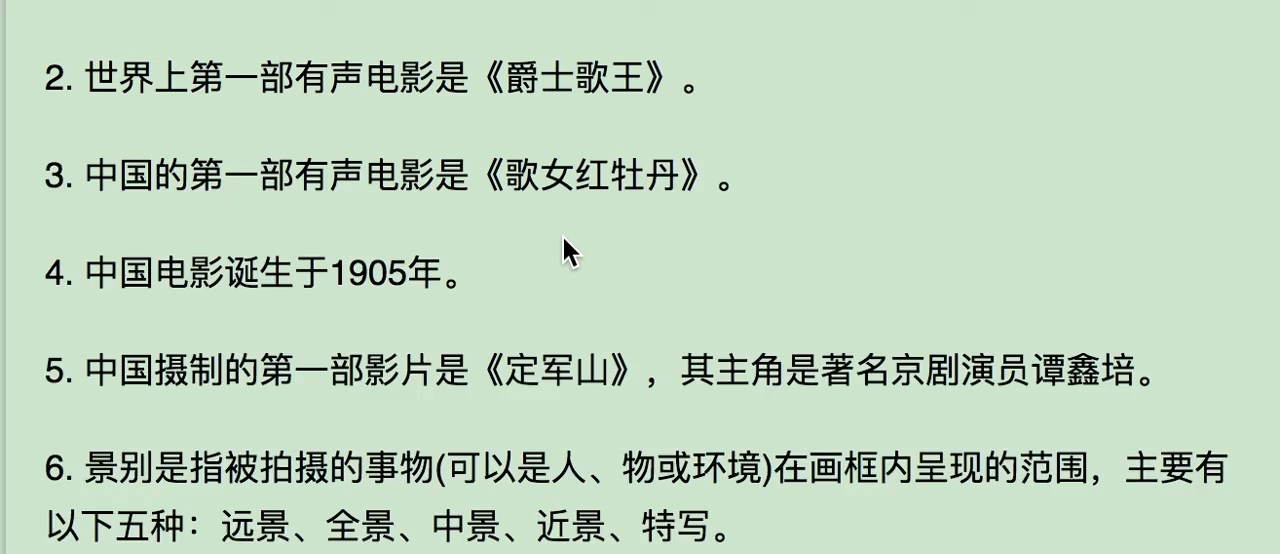 2. 世界上第一部有声电影是《爵士歌王》。
3. 中国的第一部有声电影是《歌女红牡丹》。
4. 中国电影诞生于1905年。
5. 中国摄制的第一部影片是《定军山》，其主角是著名京剧演员谭鑫培。
6. 景别是指被拍摄的事物(可以是人、物或环境)在画框内呈现的范围，主要有
以下五种：远景、全景、中景、近景、特写。